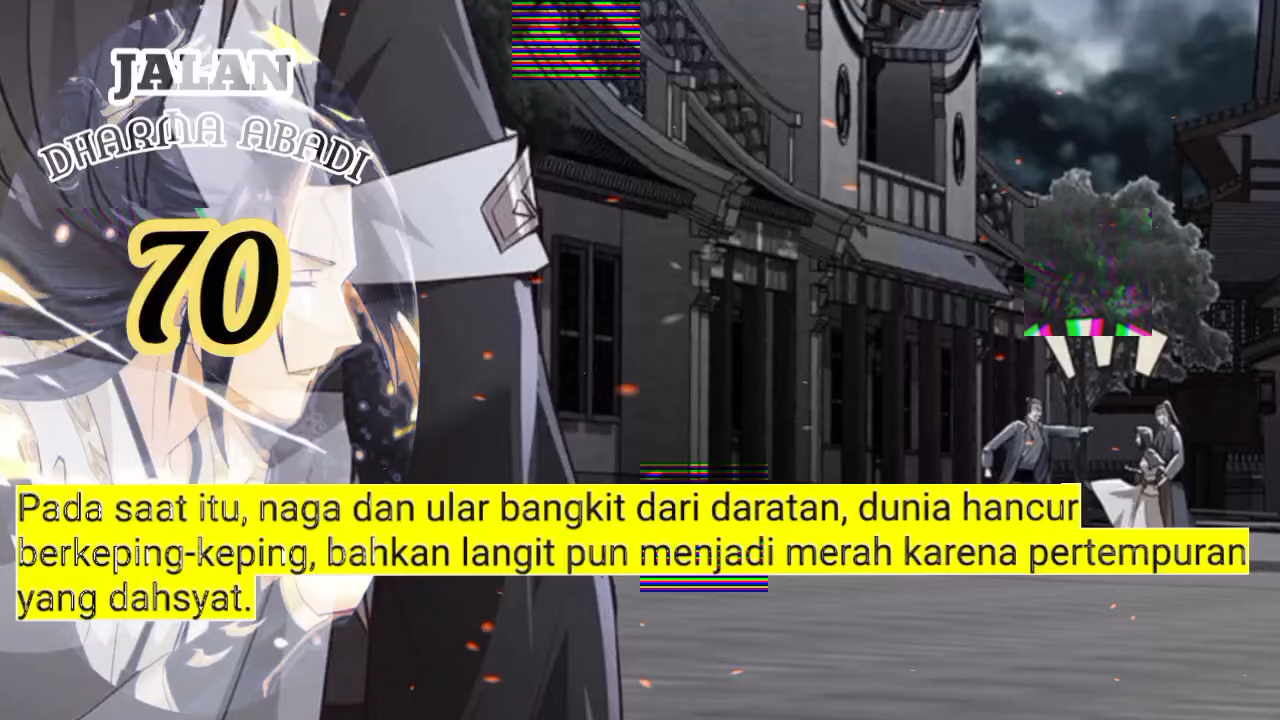 JALAN
DHARMA ABADI
70
Pada saat itu, naga dan ular bangkit dari daratan, dunia hancur
berkeping-keping, bahkan langit pun menjadi merah karena pertempuran
yang dahsyat.